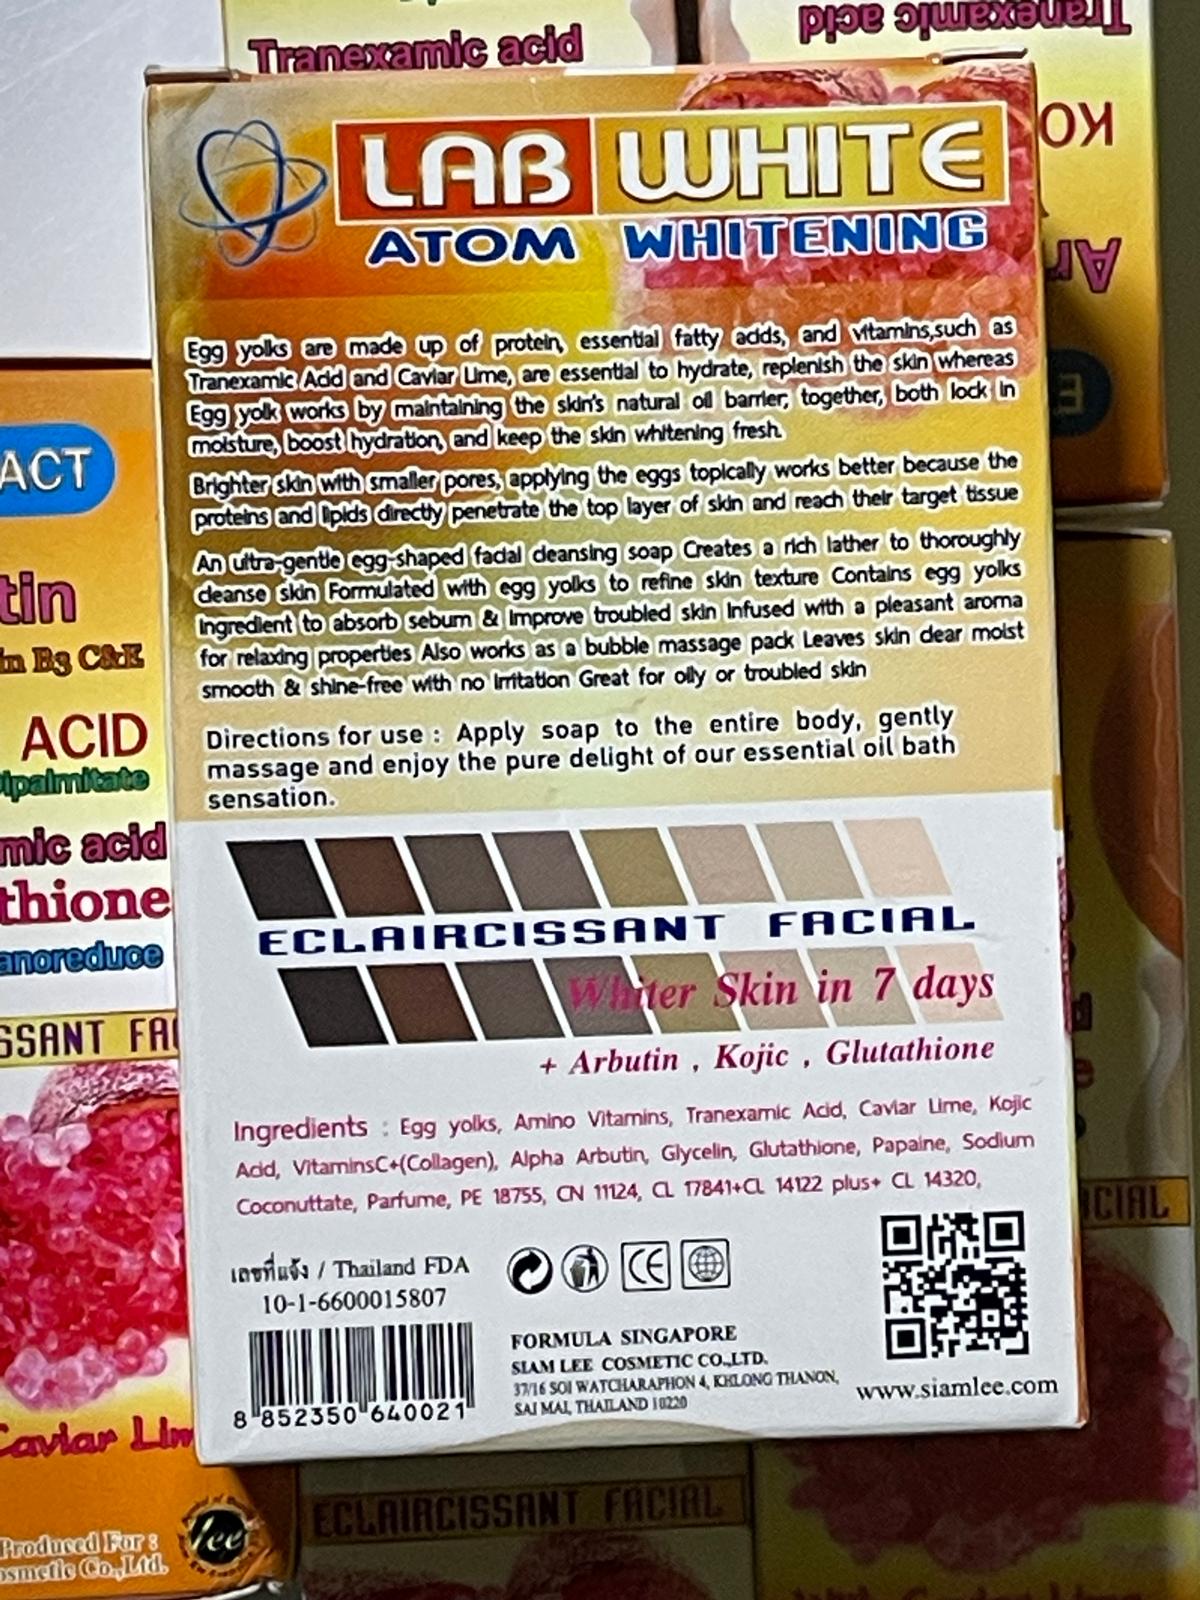 Tranexamic acid
Tranexamic acid
KO
Ar
LAB WHITE
ATOM WHITENING
Egg yolks are made up of protein, essential fatty acids, and vitamins,such as
Tranexamic Acid and Caviar Lime, are essential to hydrate, replenish the skin whereas
Egg yolk works by maintaining the skin's natural oil barrier, together, both lock in
moisture, boost hydration, and keep the skin whitening fresh.
Brighter skin with smaller pores, applying the eggs topically works better because the
proteins and lipids directly penetrate the top layer of skin and reach their target tissue
An ultra-gentle egg-shaped facial cleansing soap Creates a rich lather to thoroughly
cleanse skin Formulated with egg yolks to refine skin texture Contains egg yolks
Ingredient to absorb sebum & Improve troubled skin Infused with a pleasant aroma
for relaxing properties Also works as a bubble massage pack Leaves skin clear moist
smooth & shine-free with no Irritation Great for oily or troubled skin
Directions for use : Apply soap to the entire body, gently
massage and enjoy the pure delight of our essential oil bath
sensation.
ECLAIRCISSANT FACIAL
Whiter Skin in 7 days
+ Arbutin , Kojic , Glutathione
Ingredients : Egg yolks, Amino Vitamins, Tranexamic Acid, Caviar Lime, Kojic
Acid, VitaminsC+(Collagen), Alpha Arbutin, Glycelin, Glutathione, Papaine, Sodium
Coconuttate, Parfume, PE 18755, CN 11124, CL 17841+CL 14122 plus+ CL 14320,
เลขที่แจ้ง / Thailand FDA
10-1-6600015807
CE
8 852350 640021
FORMULA SINGAPORE
SIAM LEE COSMETIC CO.,LTD.
37/16 SOI WATCHARAPHON 4, KHLONG THANON,
SAI MAI, THAILAND 10220
www.siamlee.com
ACT
tin
in B3 C&E
ACID
ipalmitate
mic acid
thione
anoreduce
SSANT FA
Caviar Lim
Produced For :
osmetic Co.,Ltd.
lee
CIAL
ECLAIRCISSANT FACIAL